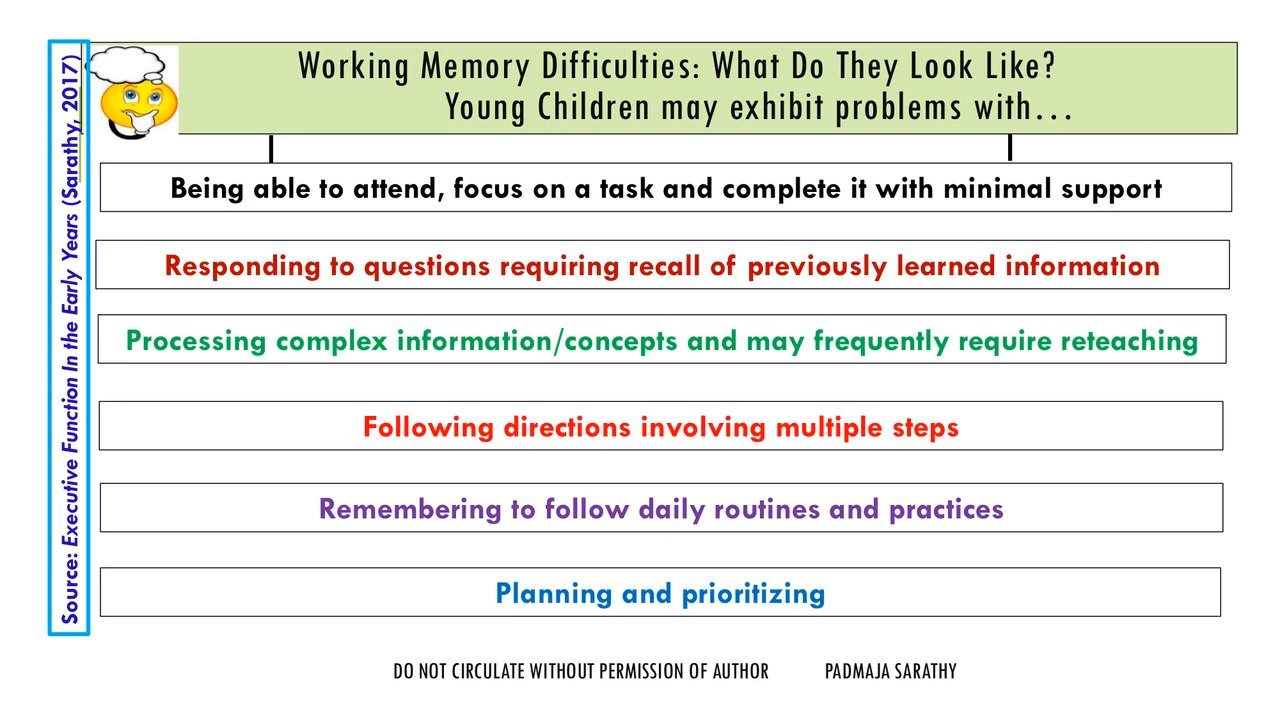 Working Memory Difficulties: What Do They Look Like?
Young Children may exhibit problems with...
Source: Executive Function In the Early Years (Sarathy, 2017)
Being able to attend, focus on a task and complete it with minimal support
Responding to questions requiring recall of previously learned information
Processing complex information/concepts and may frequently require reteaching
Following directions involving multiple steps
Remembering to follow daily routines and practices
Planning and prioritizing
DO NOT CIRCULATE WITHOUT PERMISSION OF AUTHOR PADMAJA SARATHY